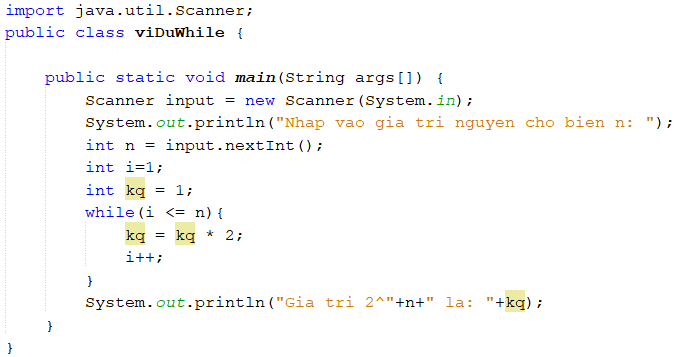 import java.util.Scanner;
public class viDuWhile {
public static void main(String args[]) {
Scanner input = new Scanner(System.in);
System.out.println("Nhap vao gia tri nguyen cho bien n: ");
int n = input.nextInt();
int i=1;
int kq = 1;
while(i <= n){
kq = kq * 2;
i++;
}
System.out.println("Gia tri 2^"+n+" la: "+kq);
}
}